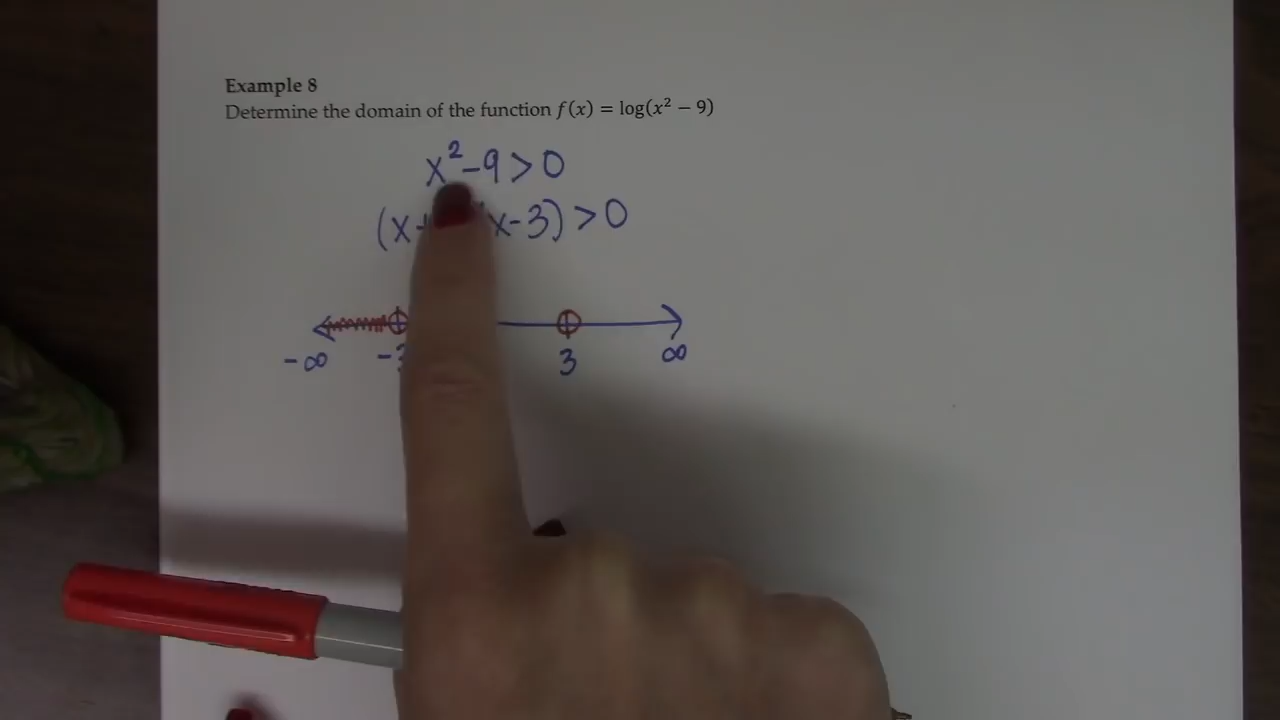 Example 8
Determine the domain of the function f(x) = log(x² − 9)
x²-9>0
(x x-3)>0
-∞ 3 ∞